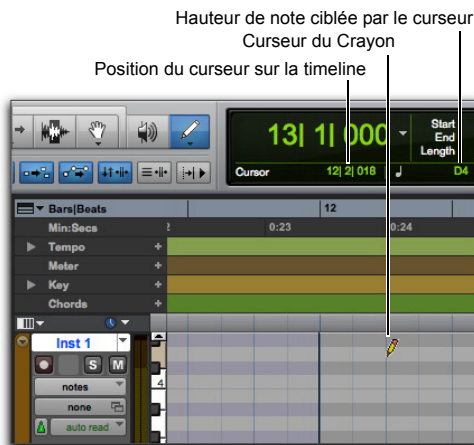 Hauteur de note ciblée par le curseur
Curseur du Crayon
Position du curseur sur la timeline
13| 1| 000
Start
End
Length
Cursor
12| 2| 018
D4
Bars|Beats
12
Min:Secs
0:23
0:24
Tempo
Meter
Key
Chords
Inst 1
S
M
notes
4
none
auto read